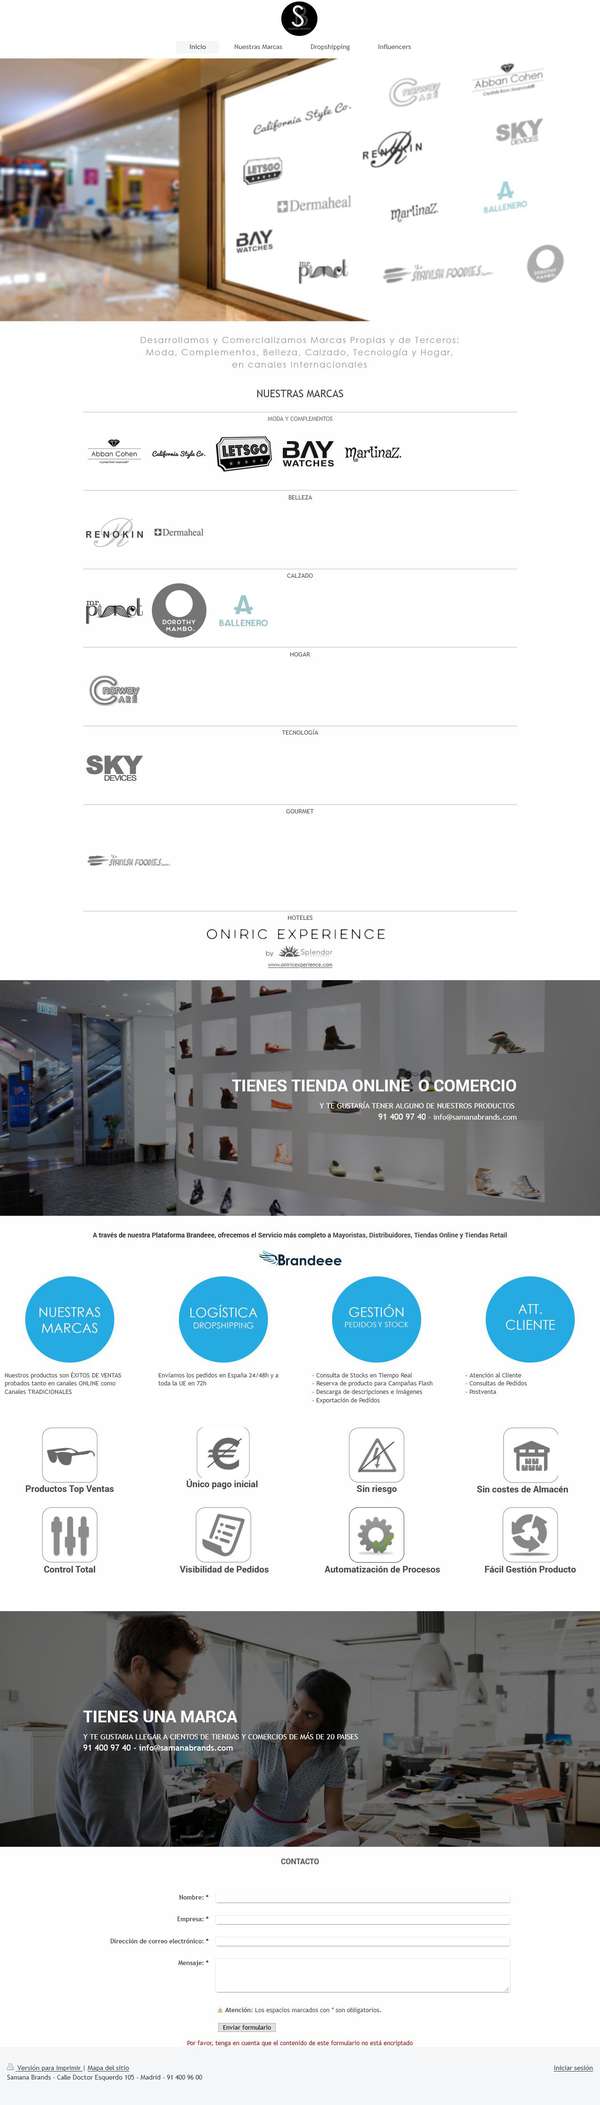 SB
Inicio
Nuestras Marcas
Dropshipping
Influencers
California Style Co.
Norway
CARE
Abban Cohen
LETSGO
RENOKIN
SKY
DEVICES
Dermaheal
MartinaZ.
BALLENERO
BAY
WATCHES
mr.
The SPANISH FOODIES
DOROTHY
MAMBO.
Desarrollamos y Comercializamos Marcas Propias y de Terceros:
Moda, Complementos, Belleza, Calzado, Tecnología y Hogar,
en canales Internacionales
NUESTRAS MARCAS
MODA Y COMPLEMENTOS
Abban Cohen
California Style Co.
LETSGO
BAY
WATCHES
MartinaZ.
BELLEZA
RENOKIN
Dermaheal
CALZADO
mr.
DOROTHY
MAMBO.
BALLENERO
HOGAR
Norway
CARE
TECNOLOGÍA
SKY
DEVICES
GOURMET
The SPANISH FOODIES
HOTELES
ONIRIC EXPERIENCE
by Splendor
www.oniricexperience.com
TIENES TIENDA ONLINE O COMERCIO
Y TE GUSTARÍA TENER ALGUNO DE NUESTROS PRODUCTOS
91 400 97 40 - info@samanabrands.com
A través de nuestra Plataforma Brandeee, ofrecemos el Servicio más completo a Mayoristas, Distribuidores, Tiendas Online y Tiendas Retail
Brandeee
NUESTRAS
MARCAS
LOGÍSTICA
DROPSHIPPING
GESTIÓN
PEDIDOS Y STOCK
ATT.
CLIENTE
Nuestros productos son ÉXITOS DE VENTAS
probados tanto en canales ONLINE como
Canales TRADICIONALES
Enviamos los pedidos en España 24/48h y a
toda la UE en 72h
- Consulta de Stocks en Tiempo Real
- Reserva de producto para Campañas Flash
- Descarga de descripciones e Imágenes
- Exportación de Pedidos
- Atención al Cliente
- Consultas de Pedidos
- Postventa
Productos Top Ventas
Único pago inicial
Sin riesgo
Sin costes de Almacén
Control Total
Visibilidad de Pedidos
Automatización de Procesos
Fácil Gestión Producto
TIENES UNA MARCA
Y TE GUSTARIA LLEGAR A CIENTOS DE TIENDAS Y COMERCIOS DE MÁS DE 20 PAISES
91 400 97 40 - info@samanabrands.com
CONTACTO
Nombre: *
Empresa: *
Dirección de correo electrónico: *
Mensaje: *
Atención: Los espacios marcados con * son obligatorios.
Enviar formulario
Por favor, tenga en cuenta que el contenido de este formulario no está encriptado
Versión para imprimir | Mapa del sitio
Iniciar sesión
Samana Brands - Calle Doctor Esquerdo 105 - Madrid - 91 400 96 00